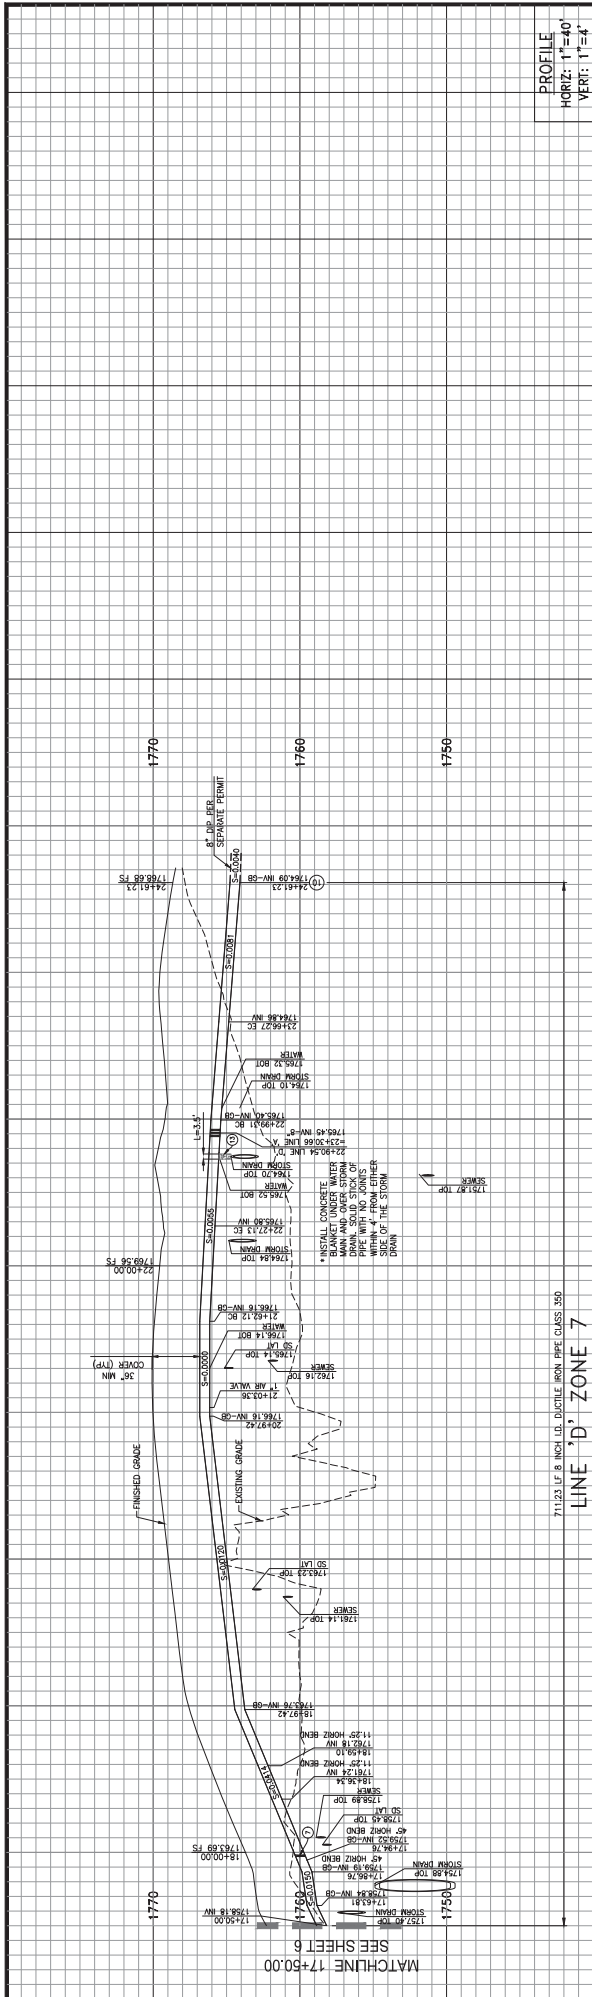 PROFILE
HORIZ: 1"=40'
VERT: 1"=4'
1770
1760
1750
1770
1760
1750
MATCHLINE 17+50.00
SEE SHEET 6
17+50.00
1758.18 INV
1757.40 TOP
STORM DRAIN
17+63.81
1758.84 INV-GB
S=0.0150
1754.88 TOP
STORM DRAIN
17+86.76
1759.19 INV-GB
45° HORIZ BEND
17+94.76
1759.52 INV-GB
45° HORIZ BEND
7
18+00.00
1763.69 FS
1758.45 TOP
SD LAT
1758.89 TOP
SEWER
18+36.34
1761.24 INV
11.25° HORIZ BEND
18+59.10
1762.18 INV
11.25° HORIZ BEND
S=0.0414
18+97.42
1763.76 INV-GB
1761.14 TOP
SEWER
1763.23 TOP
SD LAT
S=0.0120
FINISHED GRADE
EXISTING GRADE
20+97.42
1766.16 INV-GB
21+03.36
1" AIR VALVE
1762.16 TOP
SEWER
1765.14 TOP
SD LAT
1766.14 BOT
WATER
36" MIN
COVER (TYP)
S=0.0000
21+62.12 BC
1766.16 INV-GB
22+00.00
1769.56 FS
1764.84 TOP
STORM DRAIN
22+27.13 EC
1765.80 INV
S=0.0055
1765.52 BOT
WATER
1764.70 TOP
STORM DRAIN
13
L=3.5'
22+90.54 LINE 'D'
=23+30.66 LINE 'A'
1765.45 INV-8"
22+99.31 BC
1765.40 INV-GB
1764.10 TOP
STORM DRAIN
1765.32 BOT
WATER
23+66.27 EC
1764.86 INV
*INSTALL CONCRETE
BLANKET UNDER WATER
MAIN AND OVER STORM
DRAIN. SOLID STICK OF
PIPE WITH NO JOINTS
WITHIN 4' FROM EITHER
SIDE OF THE STORM
DRAIN
1751.87 TOP
SEWER
S=0.0081
24+61.23
1768.68 FS
24+61.23
1764.09 INV-GB
10
S=0.0040
8" DIP PER
SEPARATE PERMIT
711.23 LF 8 INCH I.D. DUCTILE IRON PIPE CLASS 350
LINE 'D' ZONE 7